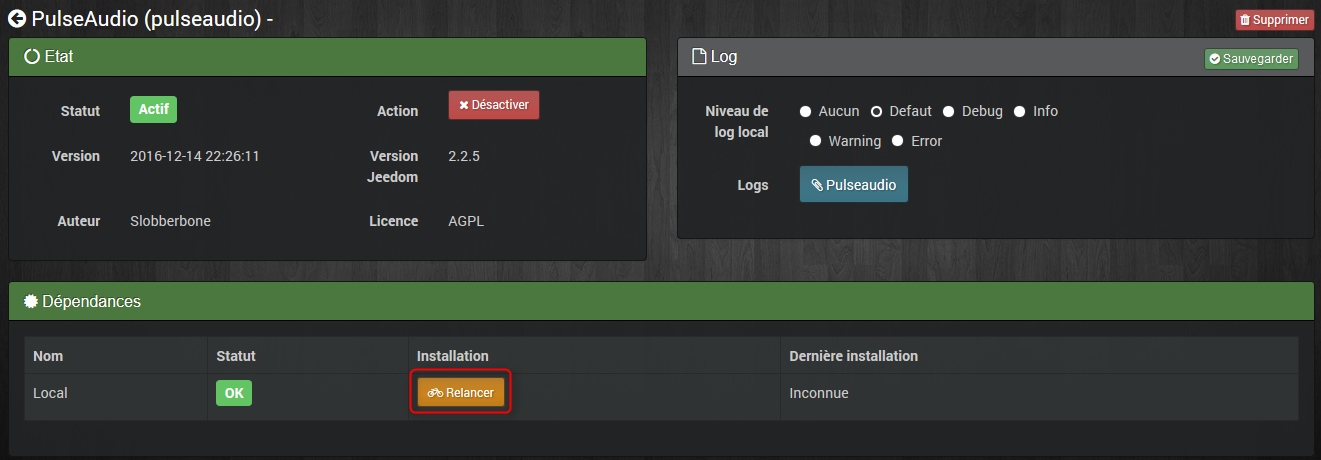 PulseAudio (pulseaudio) -
Supprimer
Etat
Statut
Actif
Action
Désactiver
Version
2016-12-14 22:26:11
Version
Jeedom
2.2.5
Auteur
Slobberbone
Licence
AGPL
Log
Sauvegarder
Niveau de
log local
Aucun Defaut Debug Info
Warning Error
Logs
Pulseaudio
Dépendances
Nom Statut Installation Dernière installation
Local OK Relancer Inconnue